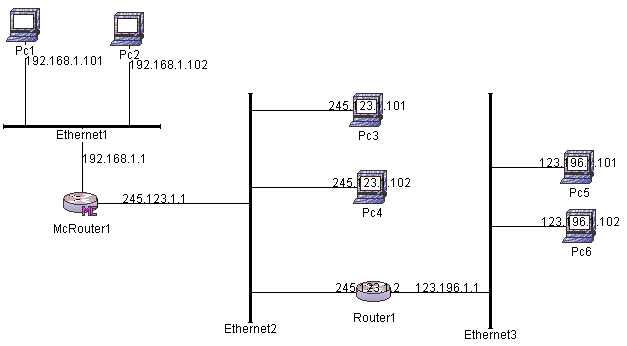 Pc1
Pc2
192.168.1.101
192.168.1.102
Ethernet1
192.168.1.1
MC
McRouter1
245.123.1.1
245.123.1.101
Pc3
245.123.1.102
Pc4
245.123.1.2
123.196.1.1
Router1
Ethernet2
123.196.1.101
Pc5
123.196.1.102
Pc6
Ethernet3